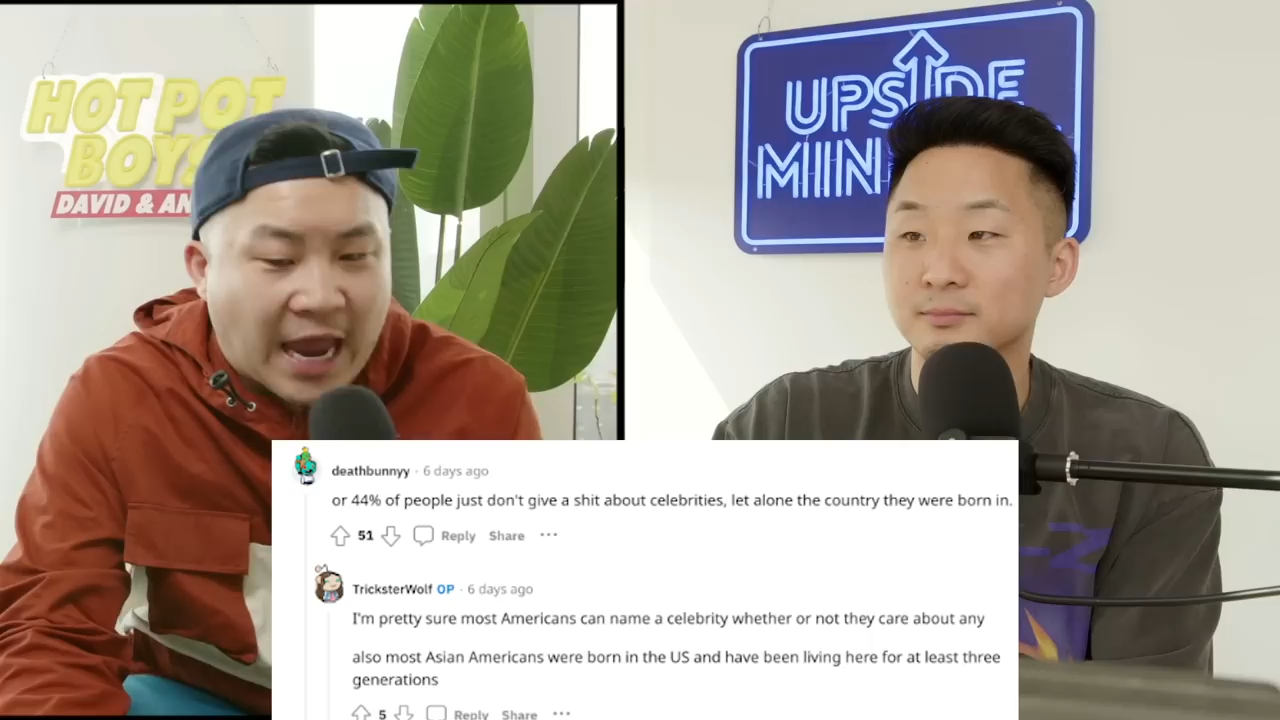 HOT POT
BOYS
DAVID & AN
UPSIDE
MIN
deathbunnyy · 6 days ago
or 44% of people just don't give a shit about celebrities, let alone the country they were born in.
51 Reply Share ...
TricksterWolf OP · 6 days ago
I'm pretty sure most Americans can name a celebrity whether or not they care about any
also most Asian Americans were born in the US and have been living here for at least three
generations
5 Reply Share ...